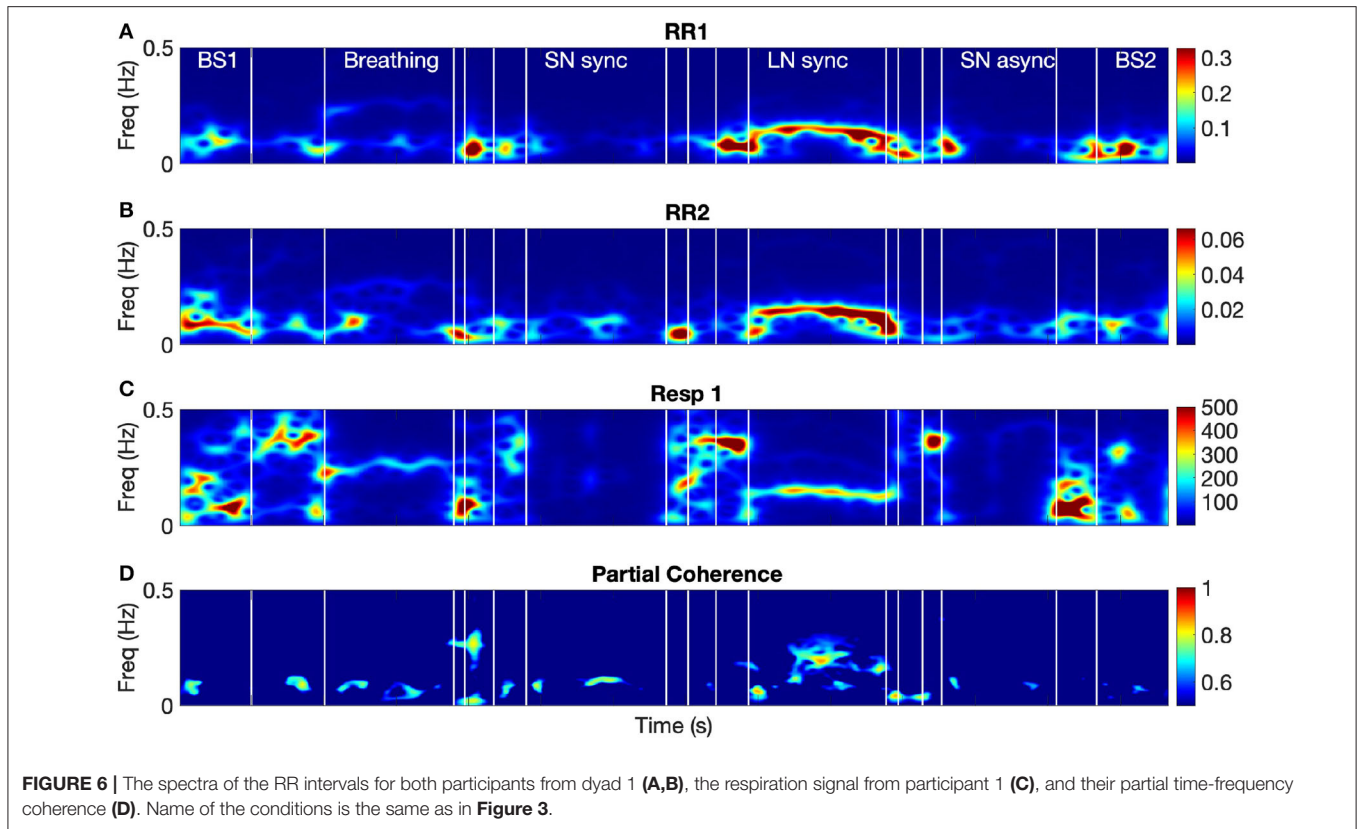 A
RR1
0.5
Freq (Hz)
0
BS1 Breathing SN sync LN sync SN async BS2
0.3
0.2
0.1
B
RR2
0.5
Freq (Hz)
0
0.06
0.04
0.02
C
Resp 1
0.5
Freq (Hz)
0
500
400
300
200
100
D
Partial Coherence
0.5
Freq (Hz)
0
1
0.8
0.6
Time (s)
FIGURE 6 | The spectra of the RR intervals for both participants from dyad 1 (A,B), the respiration signal from participant 1 (C), and their partial time-frequency
coherence (D). Name of the conditions is the same as in Figure 3.